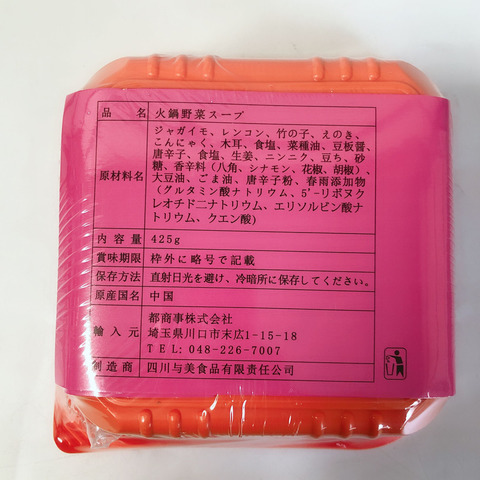 品 名 火鍋野菜スープ
原材料名 ジャガイモ、レンコン、竹の子、えのき、
こんにゃく、木耳、食塩、菜種油、豆板醤、
唐辛子、食塩、生姜、ニンニク、豆ち、砂
糖、香辛料（八角、シナモン、花椒、胡椒）、
大豆油、ごま油、唐辛子粉、春雨添加物
（グルタミン酸ナトリウム、5'-リボヌク
レオチド二ナトリウム、エリソルビン酸ナ
トリウム、クエン酸)
内容量 425g
賞味期限 枠外に略号で記載
保存方法 直射日光を避け、冷暗所に保存してください。
原産国名 中国
輸入元 都商事株式会社
埼玉県川口市末広1-15-18
TEL: 048-226-7007
创造商 四川与美食品有限责任公司